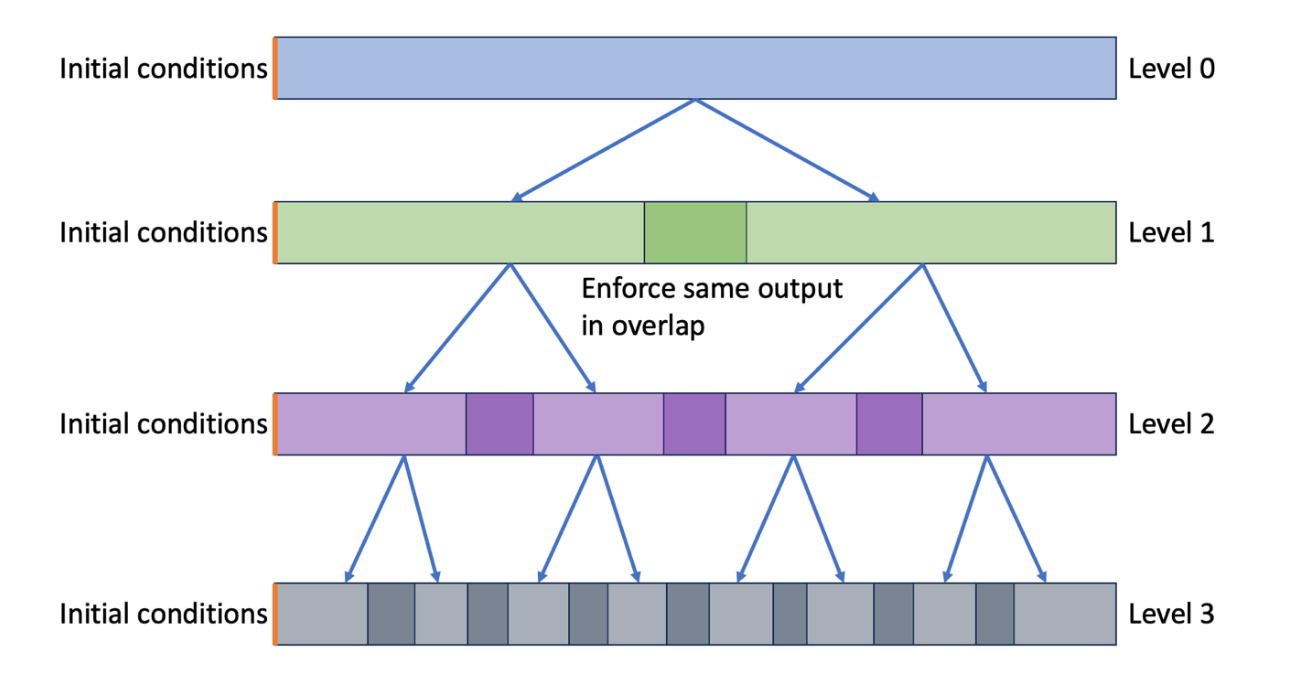 Initial conditions Level 0
Initial conditions Level 1
Enforce same output
in overlap
Initial conditions Level 2
Initial conditions Level 3